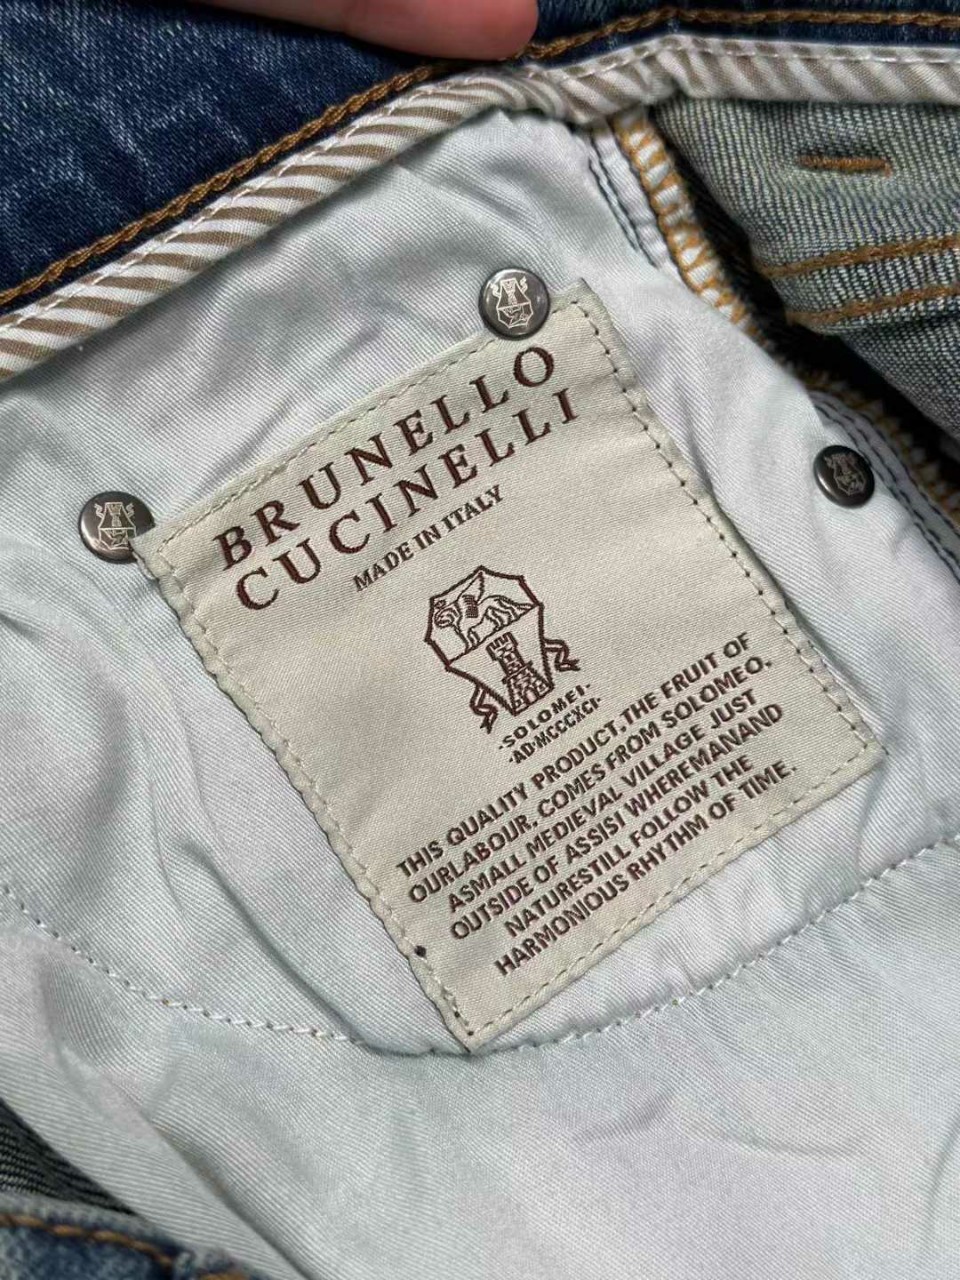 BRUNELLO
CUCINELLI
MADE IN ITALY
·SOLOMEI·
·AD·MCCCXCI·
THIS QUALITY PRODUCT,THE FRUIT OF
OURLABOUR. COMES FROM SOLOMEO.
ASMALL MEDIEVAL VILLAGE JUST
OUTSIDE OF ASSISI WHEREMANAND
NATURESTILL FOLLOW THE
HARMONIOUS RHYTHM OF TIME.